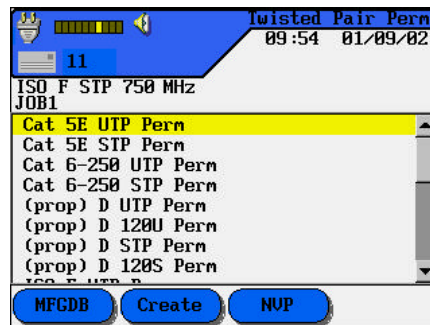 Twisted Pair Perm
09:54 01/09/02
11
ISO F STP 750 MHz
JOB1
Cat 5E UTP Perm
Cat 5E STP Perm
Cat 6-250 UTP Perm
Cat 6-250 STP Perm
(prop) D UTP Perm
(prop) D 120U Perm
(prop) D STP Perm
(prop) D 120S Perm
MFGDB Create NVP